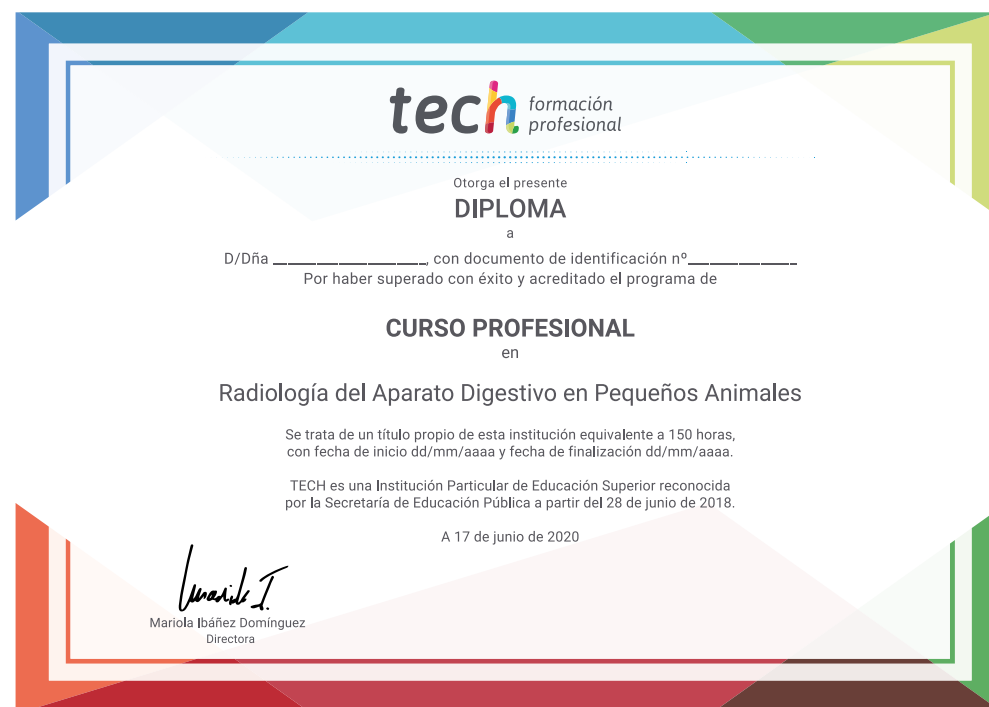 tech formación
profesional
Otorga el presente
DIPLOMA
a
D/Dña ____________________, con documento de identificación nº______________
Por haber superado con éxito y acreditado el programa de
CURSO PROFESIONAL
en
Radiología del Aparato Digestivo en Pequeños Animales
Se trata de un título propio de esta institución equivalente a 150 horas,
con fecha de inicio dd/mm/aaaa y fecha de finalización dd/mm/aaaa.
TECH es una Institución Particular de Educación Superior reconocida
por la Secretaría de Educación Pública a partir del 28 de junio de 2018.
A 17 de junio de 2020
Mariola Ibáñez Domínguez
Directora